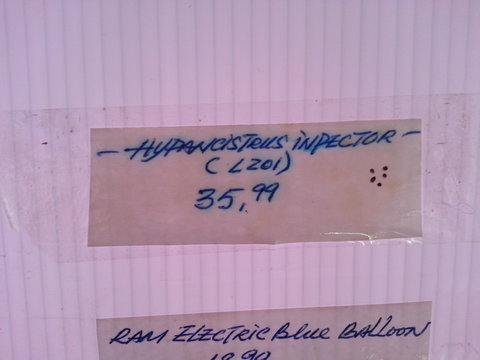 - HYPANCISTRUS INPECTOR -
(L201)
35,99
RAM ELECTRIC BLUE BALLOON